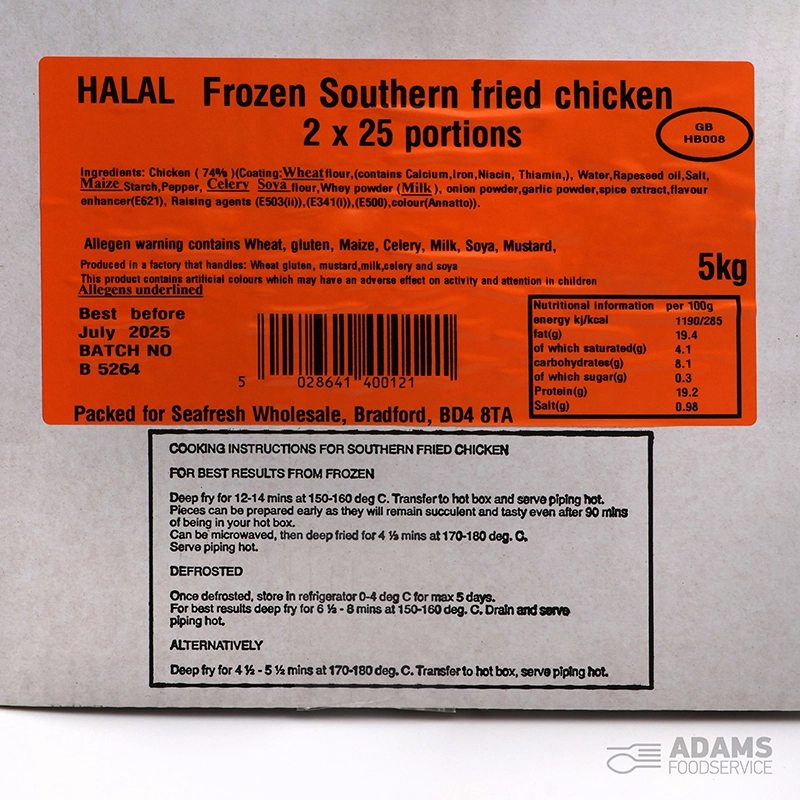 HALAL Frozen Southern fried chicken
2 x 25 portions
GB
HB008
Ingredients: Chicken ( 74% )(Coating:Wheatflour,(contains Calcium,Iron,Niacin, Thiamin,), Water,Rapeseed oil,Salt,
Maize Starch,Pepper, Celery Soya flour,Whey powder (Milk), onion powder,garlic powder,spice extract,flavour
enhancer(E621), Raising agents (E503(ii)),(E341(i)),(E500),colour(Annatto)).
Allegen warning contains Wheat, gluten, Maize, Celery, Milk, Soya, Mustard,
Produced in a factory that handles: Wheat gluten, mustard,milk,celery and soya
This product contains artificial colours which may have an adverse effect on activity and attention in children
Allegens underlined
5kg
Best before
July 2025
BATCH NO
B 5264
5 028641 400121
Nutritional information per 100g
energy kj/kcal 1190/285
fat(g) 19.4
of which saturated(g) 4.1
carbohydrates(g) 8.1
of which sugar(g) 0.3
Protein(g) 19.2
Salt(g) 0.98
Packed for Seafresh Wholesale, Bradford, BD4 8TA
COOKING INSTRUCTIONS FOR SOUTHERN FRIED CHICKEN
FOR BEST RESULTS FROM FROZEN
Deep fry for 12-14 mins at 150-160 deg C. Transfer to hot box and serve piping hot.
Pieces can be prepared early as they will remain succulent and tasty even after 90 mins
of being in your hot box.
Can be microwaved, then deep fried for 4 ½ mins at 170-180 deg. C.
Serve piping hot.
DEFROSTED
Once defrosted, store in refrigerator 0-4 deg C for max 5 days.
For best results deep fry for 6 ½ - 8 mins at 150-160 deg. C. Drain and serve
piping hot.
ALTERNATIVELY
Deep fry for 4 ½ - 5 ½ mins at 170-180 deg. C. Transfer to hot box, serve piping hot.
ADAMS
FOODSERVICE